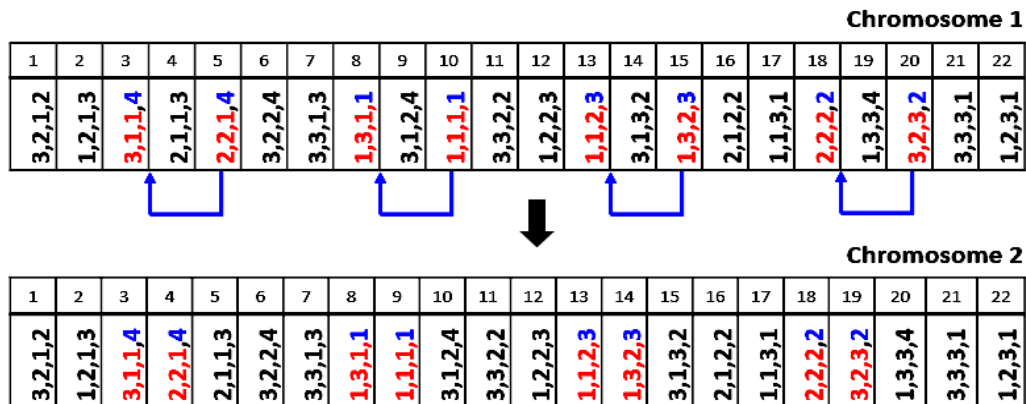 Chromosome 1
1 2 3 4 5 6 7 8 9 10 11 12 13 14 15 16 17 18 19 20 21 22
3,2,1,2 1,2,1,3 3,1,1,4 2,1,1,3 2,2,1,4 3,2,2,4 3,3,1,3 1,3,1,1 3,1,2,4 1,1,1,1 3,3,2,2 1,2,2,3 1,1,2,3 3,1,3,2 1,3,2,3 2,1,2,2 1,1,3,1 2,2,2,2 1,3,3,4 3,2,3,2 3,3,3,1 1,2,3,1
Chromosome 2
1 2 3 4 5 6 7 8 9 10 11 12 13 14 15 16 17 18 19 20 21 22
3,2,1,2 1,2,1,3 3,1,1,4 2,2,1,4 2,1,1,3 3,2,2,4 3,3,1,3 1,3,1,1 1,1,1,1 3,1,2,4 3,3,2,2 1,2,2,3 1,1,2,3 1,3,2,3 3,1,3,2 2,1,2,2 1,1,3,1 2,2,2,2 3,2,3,2 1,3,3,4 3,3,3,1 1,2,3,1